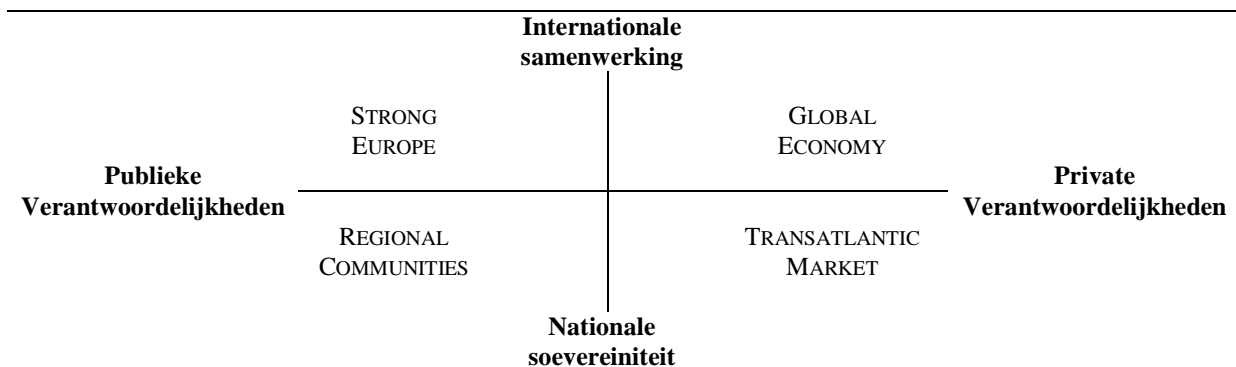 Internationale
samenwerking
STRONG
EUROPE
GLOBAL
ECONOMY
Publieke
Verantwoordelijkheden
Private
Verantwoordelijkheden
REGIONAL
COMMUNITIES
TRANSATLANTIC
MARKET
Nationale
soevereiniteit